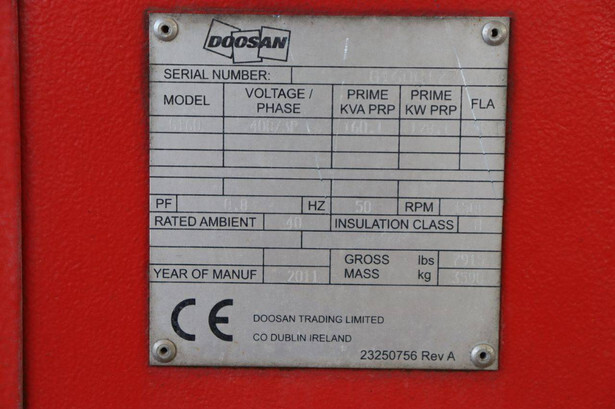 DOOSAN
SERIAL NUMBER:
MODEL VOLTAGE / PHASE PRIME KVA PRP PRIME KW PRP FLA
PF 0.8 HZ 50 RPM
RATED AMBIENT 40 INSULATION CLASS H
GROSS MASS lbs
YEAR OF MANUF 2011 kg
CE
DOOSAN TRADING LIMITED
CO DUBLIN IRELAND
23250756 Rev A